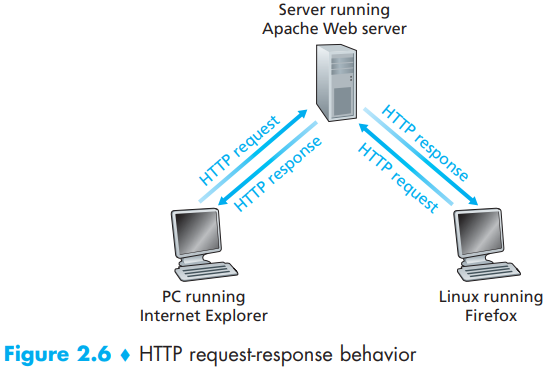 Server running
Apache Web server
HTTP request
HTTP response
HTTP response
HTTP request
PC running
Internet Explorer
Linux running
Firefox
Figure 2.6 ♦ HTTP request-response behavior